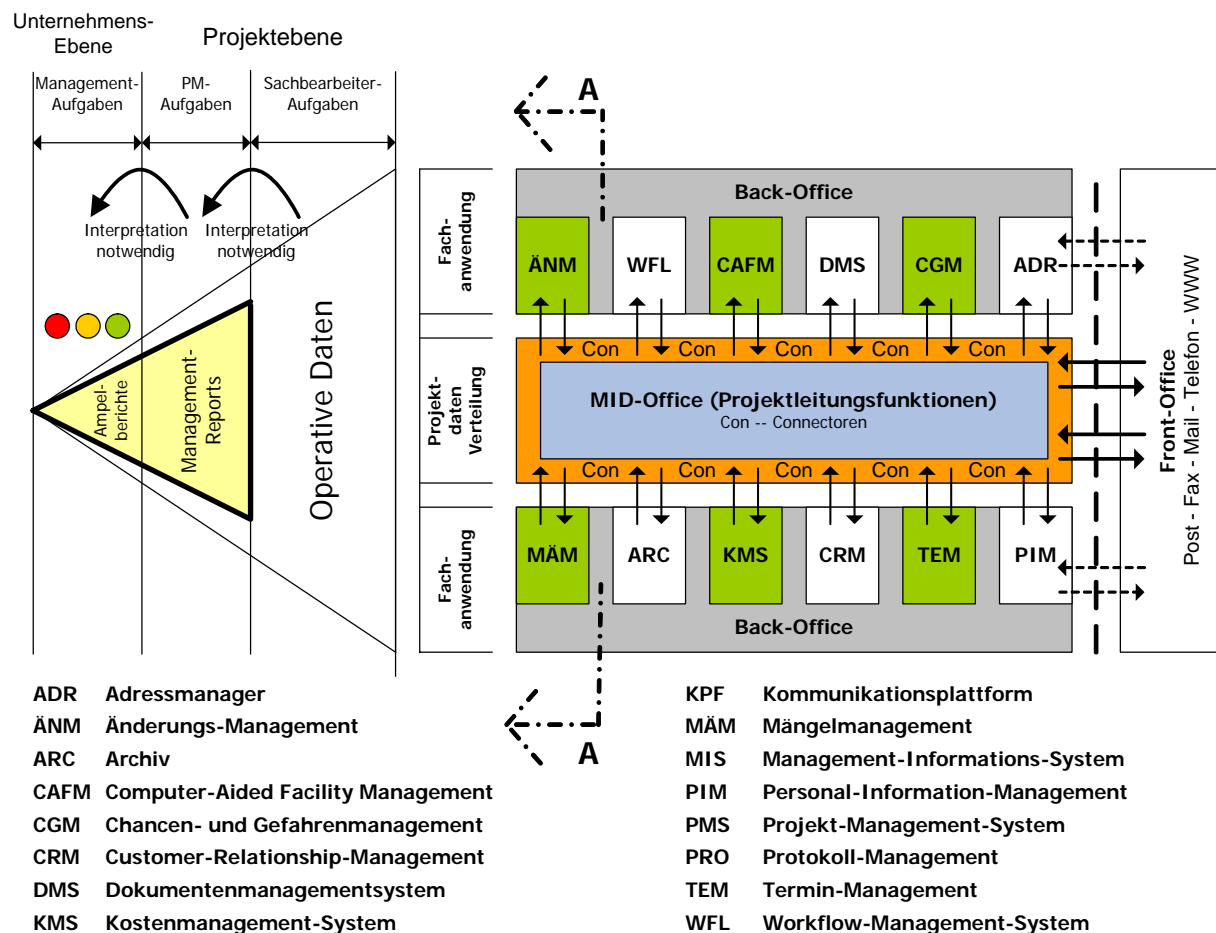 Unternehmens-
Ebene
Projektebene
Management-
Aufgaben
PM-
Aufgaben
Sachbearbeiter-
Aufgaben
Interpretation
notwendig
Interpretation
notwendig
Ampel-
berichte
Management-
Reports
Operative Daten
A
Fach-
anwendung
Back-Office
ÄNM
WFL
CAFM
DMS
CGM
ADR
Projekt-
daten
Verteilung
Con
Con
Con
Con
Con
MID-Office (Projektleitungsfunktionen)
Con -- Connectoren
Con
Con
Con
Con
Con
Fach-
anwendung
MÄM
ARC
KMS
CRM
TEM
PIM
Back-Office
Front-Office
Post - Fax - Mail - Telefon - WWW
A
ADR Adressmanager
ÄNM Änderungs-Management
ARC Archiv
CAFM Computer-Aided Facility Management
CGM Chancen- und Gefahrenmanagement
CRM Customer-Relationship-Management
DMS Dokumentenmanagementsystem
KMS Kostenmanagement-System
KPF Kommunikationsplattform
MÄM Mängelmanagement
MIS Management-Informations-System
PIM Personal-Information-Management
PMS Projekt-Management-System
PRO Protokoll-Management
TEM Termin-Management
WFL Workflow-Management-System